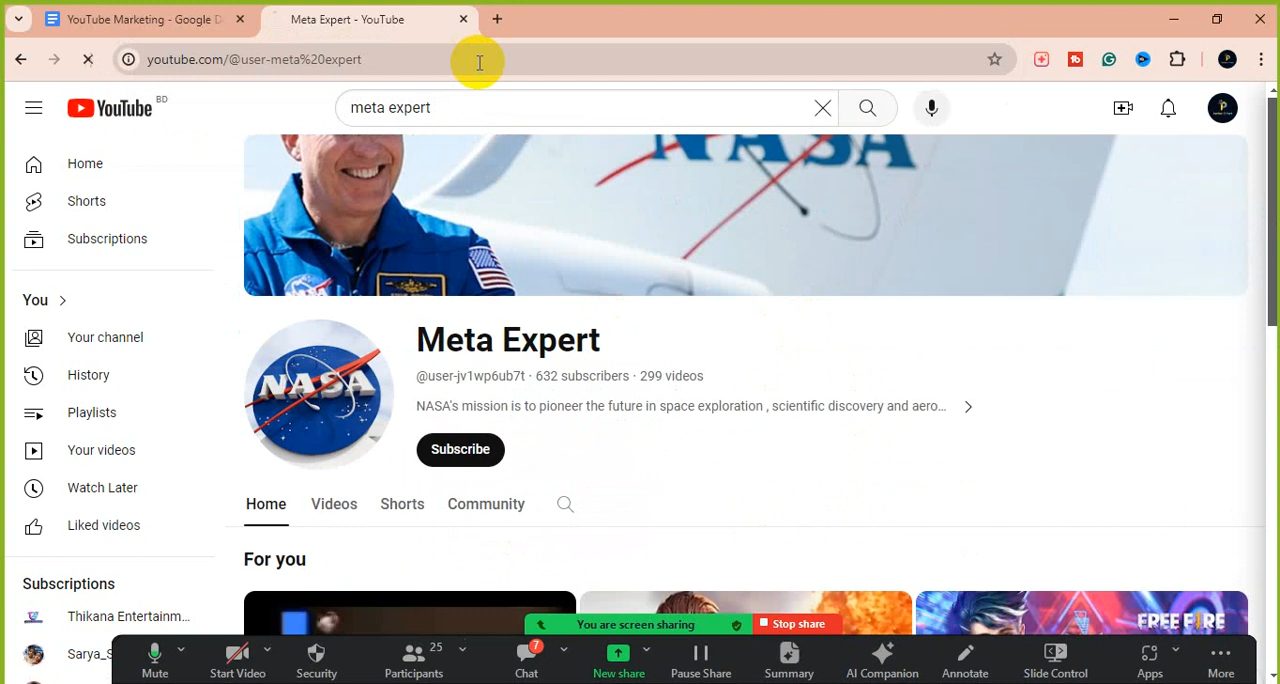 YouTube Marketing - Google D
Meta Expert - YouTube
youtube.com/@user-meta%20expert
YouTube BD
meta expert
Home
Shorts
Subscriptions
You
Your channel
History
Playlists
Your videos
Watch Later
Liked videos
Subscriptions
Thikana Entertainm...
Sarya_S
NASA
NASA
Meta Expert
@user-jv1wp6ub7t · 632 subscribers · 299 videos
NASA's mission is to pioneer the future in space exploration , scientific discovery and aero...
Subscribe
Home Videos Shorts Community
For you
FREE FIRE
You are screen sharing
Stop share
25
7
Mute
Start Video
Security
Participants
Chat
New share
Pause Share
Summary
AI Companion
Annotate
Slide Control
Apps
More